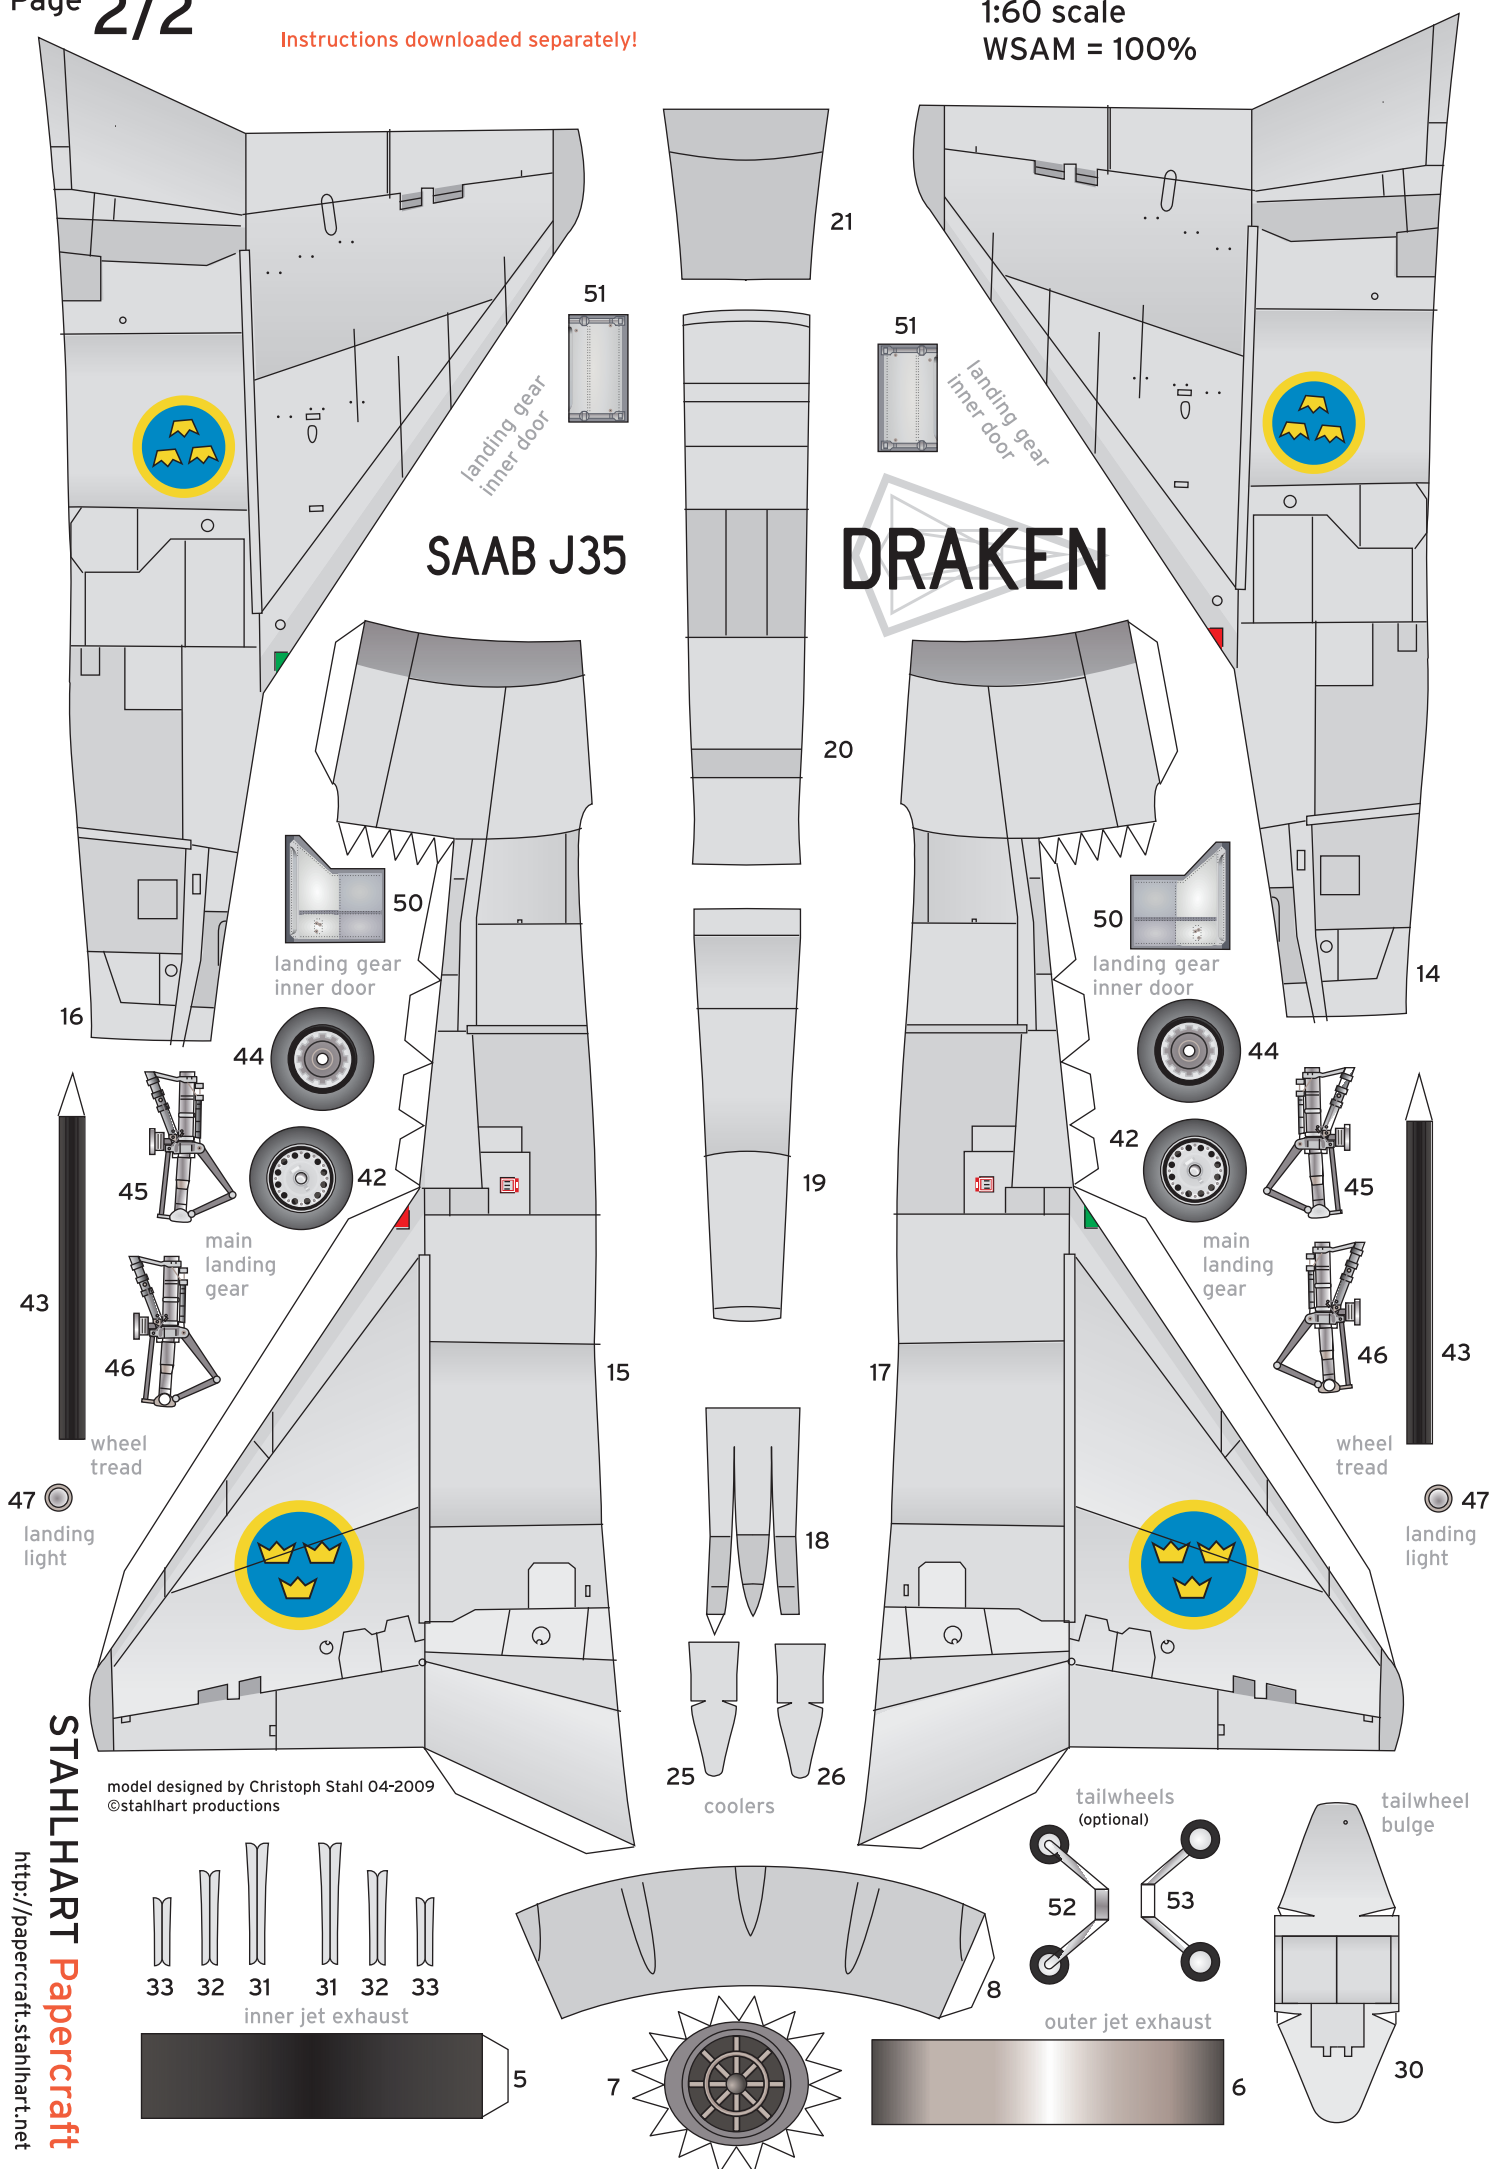 Page 2/2
Instructions downloaded separately!
1:60 scale
WSAM = 100%
21
51
landing gear
inner door
51
landing gear
inner door
SAAB J35
DRAKEN
20
50
landing gear
inner door
50
landing gear
inner door
16
14
44
44
42
42
45
45
main
landing
gear
main
landing
gear
19
43
43
46
46
15
17
wheel
tread
wheel
tread
47
landing
light
47
landing
light
18
25
26
coolers
model designed by Christoph Stahl 04-2009
©stahlhart productions
STAHLHART Papercraft
http://papercraft.stahlhart.net
tailwheels
(optional)
52
53
tailwheel
bulge
33 32 31 31 32 33
inner jet exhaust
8
outer jet exhaust
5
7
6
30